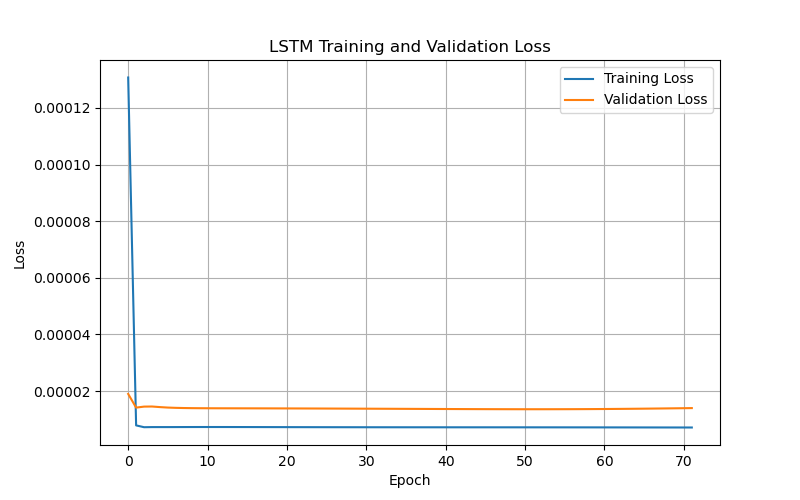 LSTM Training and Validation Loss
Training Loss
Validation Loss
0.00012
0.00010
0.00008
0.00006
0.00004
0.00002
Loss
0 10 20 30 40 50 60 70
Epoch